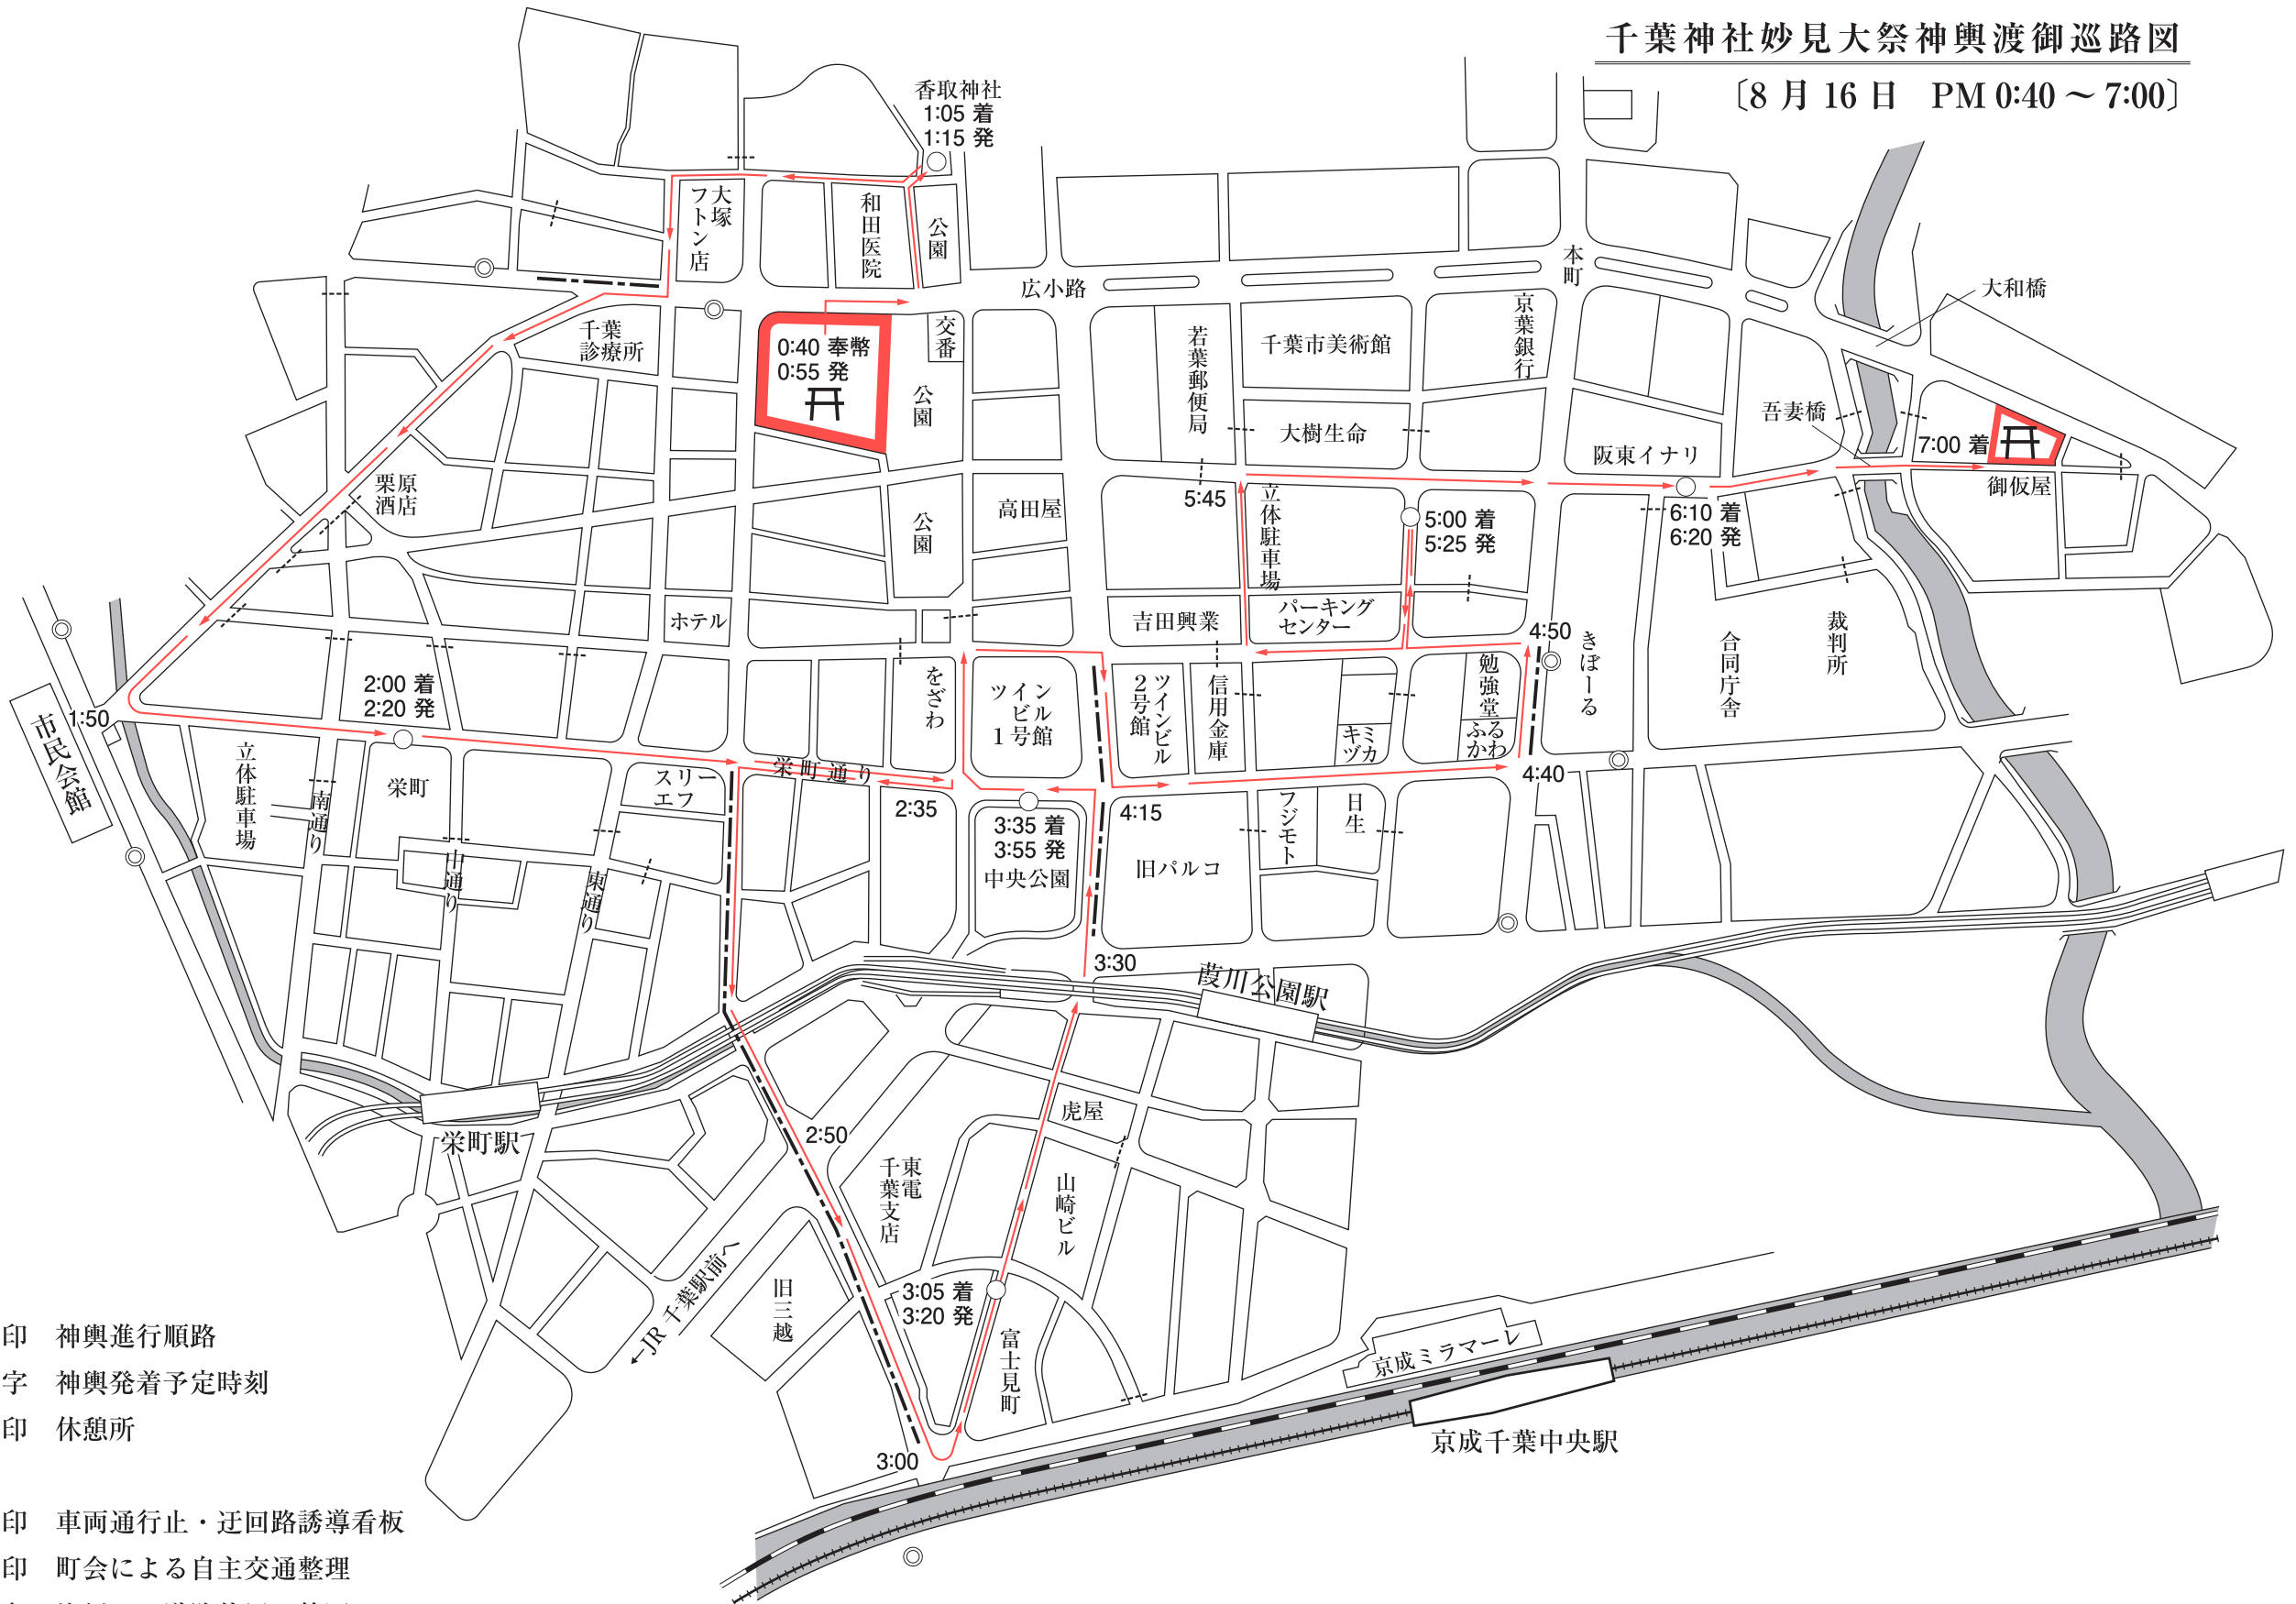 千葉神社妙見大祭神輿渡御巡路図
〔8月16日 PM 0:40～7:00〕
香取神社
1:05 着
1:15 発
大塚
フトン店
和田医院
公園
広小路
本町
大和橋
千葉
診療所
0:40 奉幣
0:55 発
交番
公園
若葉郵便局
千葉市美術館
京葉銀行
大樹生命
吾妻橋
7:00 着
御仮屋
阪東イナリ
栗原
酒店
公園
高田屋
5:45
立体駐車場
5:00 着
5:25 発
6:10 着
6:20 発
ホテル
吉田興業
パーキング
センター
4:50
きぼーる
合同庁舎
裁判所
2:00 着
2:20 発
1:50
市民会館
をざわ
ツイン
ビル
1号館
ツインビル
2号館
信用金庫
キミ
ヅカ
勉強堂
ふる
かわ
立体駐車場
南通り
栄町
中通り
東通り
スリー
エフ
栄町通り
2:35
3:35 着
3:55 発
中央公園
4:15
4:40
旧パルコ
フジモト
日生
3:30
葭川公園駅
栄町駅
2:50
虎屋
東電
千葉支店
山崎ビル
←JR 千葉駅前へ
旧三越
3:05 着
3:20 発
富士見町
3:00
京成ミラマーレ
京成千葉中央駅
印 神輿進行順路
字 神輿発着予定時刻
印 休憩所
印 車両通行止・迂回路誘導看板
印 町会による自主交通整理